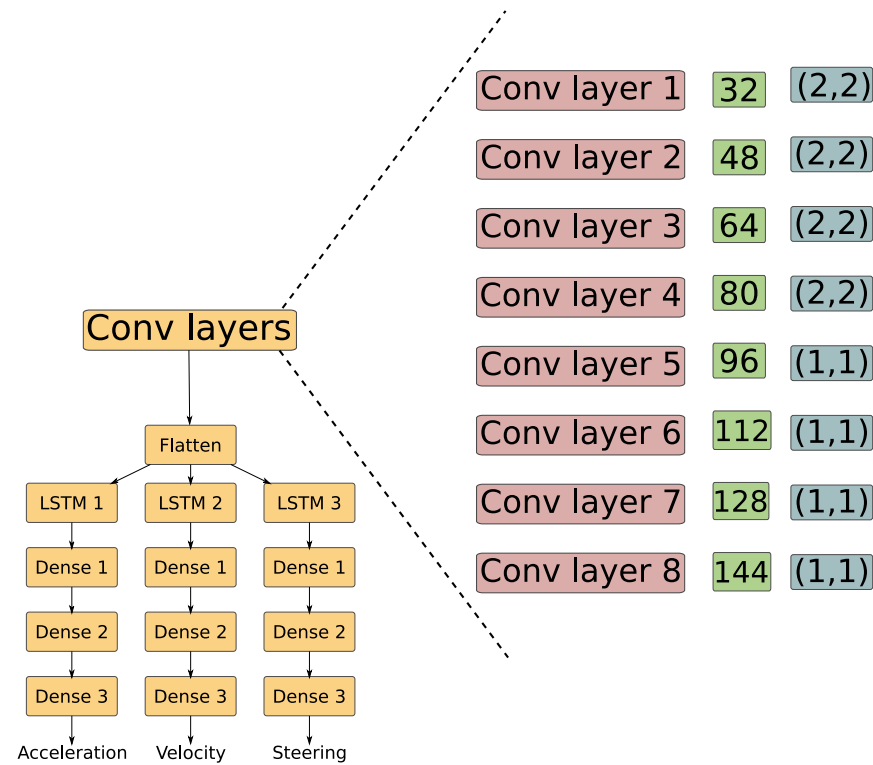 Conv layer 1 32 (2,2)
Conv layer 2 48 (2,2)
Conv layer 3 64 (2,2)
Conv layer 4 80 (2,2)
Conv layer 5 96 (1,1)
Conv layer 6 112 (1,1)
Conv layer 7 128 (1,1)
Conv layer 8 144 (1,1)
Conv layers
Flatten
LSTM 1 LSTM 2 LSTM 3
Dense 1 Dense 1 Dense 1
Dense 2 Dense 2 Dense 2
Dense 3 Dense 3 Dense 3
Acceleration Velocity Steering